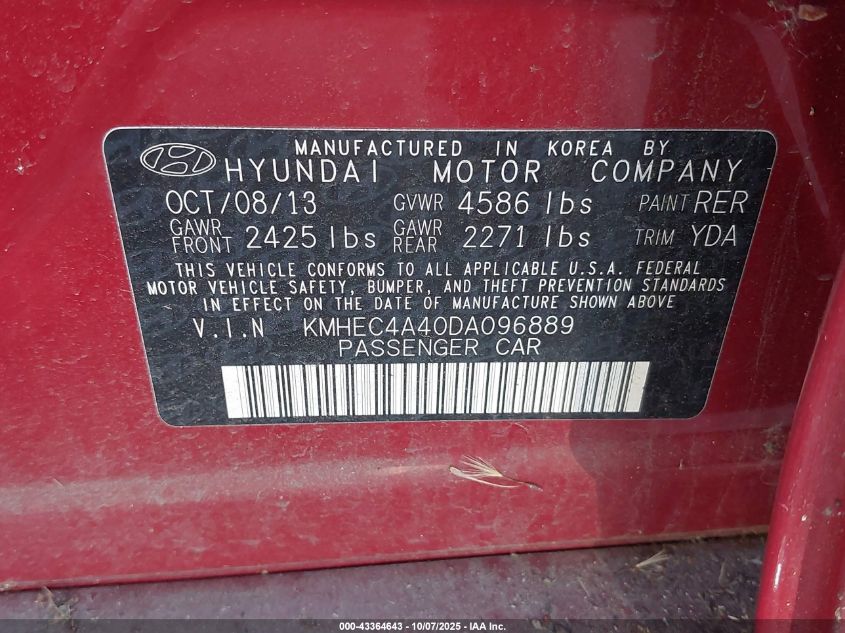 MANUFACTURED IN KOREA BY
HYUNDAI MOTOR COMPANY
OCT/08/13 GVWR 4586 lbs PAINT RER
GAWR FRONT 2425 lbs GAWR REAR 2271 lbs TRIM YDA
THIS VEHICLE CONFORMS TO ALL APPLICABLE U.S.A. FEDERAL
MOTOR VEHICLE SAFETY, BUMPER, AND THEFT PREVENTION STANDARDS
IN EFFECT ON THE DATE OF MANUFACTURE SHOWN ABOVE
V.I.N KMHEC4A40DA096889
PASSENGER CAR
000-43364643 - 10/07/2025 - IAA Inc.